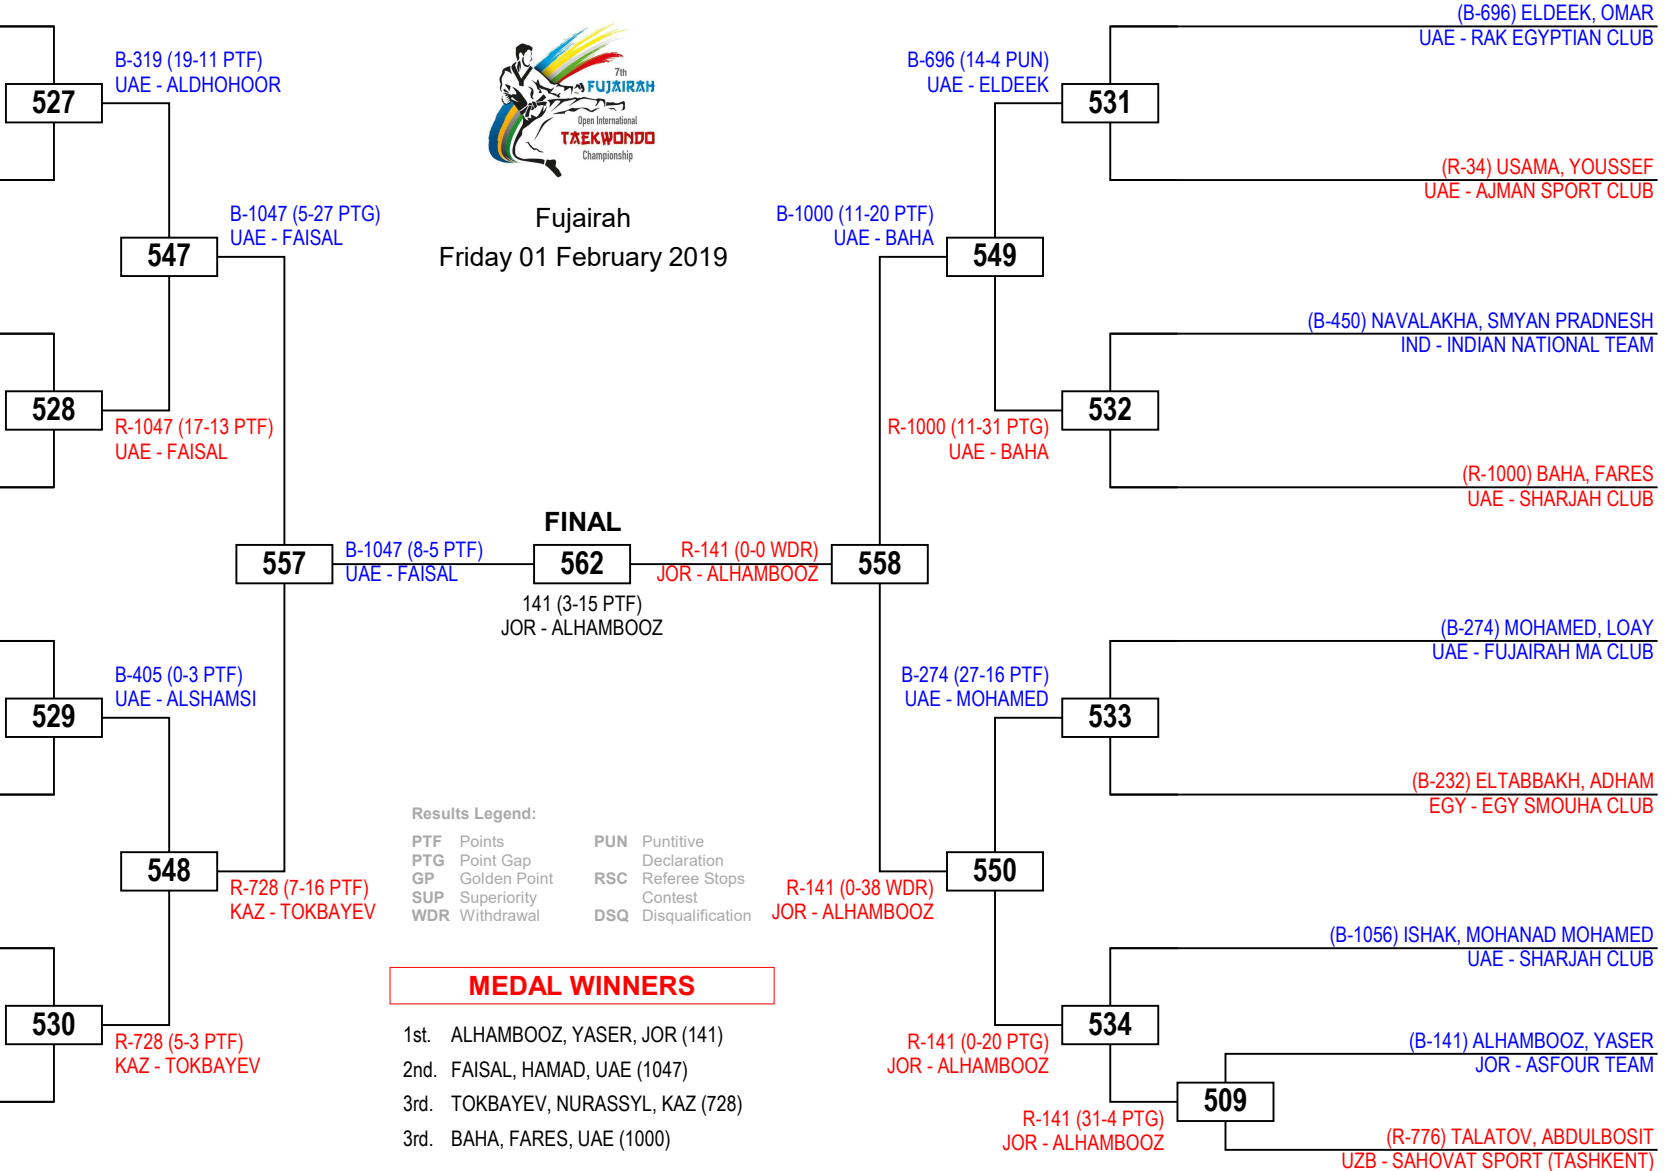 7th
FUJAIRAH
Open International
TAEKWONDO
Championship
Fujairah
Friday 01 February 2019
527
B-319 (19-11 PTF)
UAE - ALDHOHOOR
547
B-1047 (5-27 PTG)
UAE - FAISAL
528
R-1047 (17-13 PTF)
UAE - FAISAL
557
B-1047 (8-5 PTF)
UAE - FAISAL
529
B-405 (0-3 PTF)
UAE - ALSHAMSI
548
R-728 (7-16 PTF)
KAZ - TOKBAYEV
530
R-728 (5-3 PTF)
KAZ - TOKBAYEV
FINAL
562
141 (3-15 PTF)
JOR - ALHAMBOOZ
R-141 (0-0 WDR)
JOR - ALHAMBOOZ
558
B-1000 (11-20 PTF)
UAE - BAHA
549
B-696 (14-4 PUN)
UAE - ELDEEK
531
(B-696) ELDEEK, OMAR
UAE - RAK EGYPTIAN CLUB
(R-34) USAMA, YOUSSEF
UAE - AJMAN SPORT CLUB
R-1000 (11-31 PTG)
UAE - BAHA
532
(B-450) NAVALAKHA, SMYAN PRADNESH
IND - INDIAN NATIONAL TEAM
(R-1000) BAHA, FARES
UAE - SHARJAH CLUB
R-141 (0-38 WDR)
JOR - ALHAMBOOZ
550
B-274 (27-16 PTF)
UAE - MOHAMED
533
(B-274) MOHAMED, LOAY
UAE - FUJAIRAH MA CLUB
(B-232) ELTABBAKH, ADHAM
EGY - EGY SMOUHA CLUB
R-141 (0-20 PTG)
JOR - ALHAMBOOZ
534
(B-1056) ISHAK, MOHANAD MOHAMED
UAE - SHARJAH CLUB
R-141 (31-4 PTG)
JOR - ALHAMBOOZ
509
(B-141) ALHAMBOOZ, YASER
JOR - ASFOUR TEAM
(R-776) TALATOV, ABDULBOSIT
UZB - SAHOVAT SPORT (TASHKENT)
Results Legend:
PTF Points
PTG Point Gap
GP Golden Point
SUP Superiority
WDR Withdrawal
PUN Puntitive
Declaration
RSC Referee Stops
Contest
DSQ Disqualification
MEDAL WINNERS
1st. ALHAMBOOZ, YASER, JOR (141)
2nd. FAISAL, HAMAD, UAE (1047)
3rd. TOKBAYEV, NURASSYL, KAZ (728)
3rd. BAHA, FARES, UAE (1000)